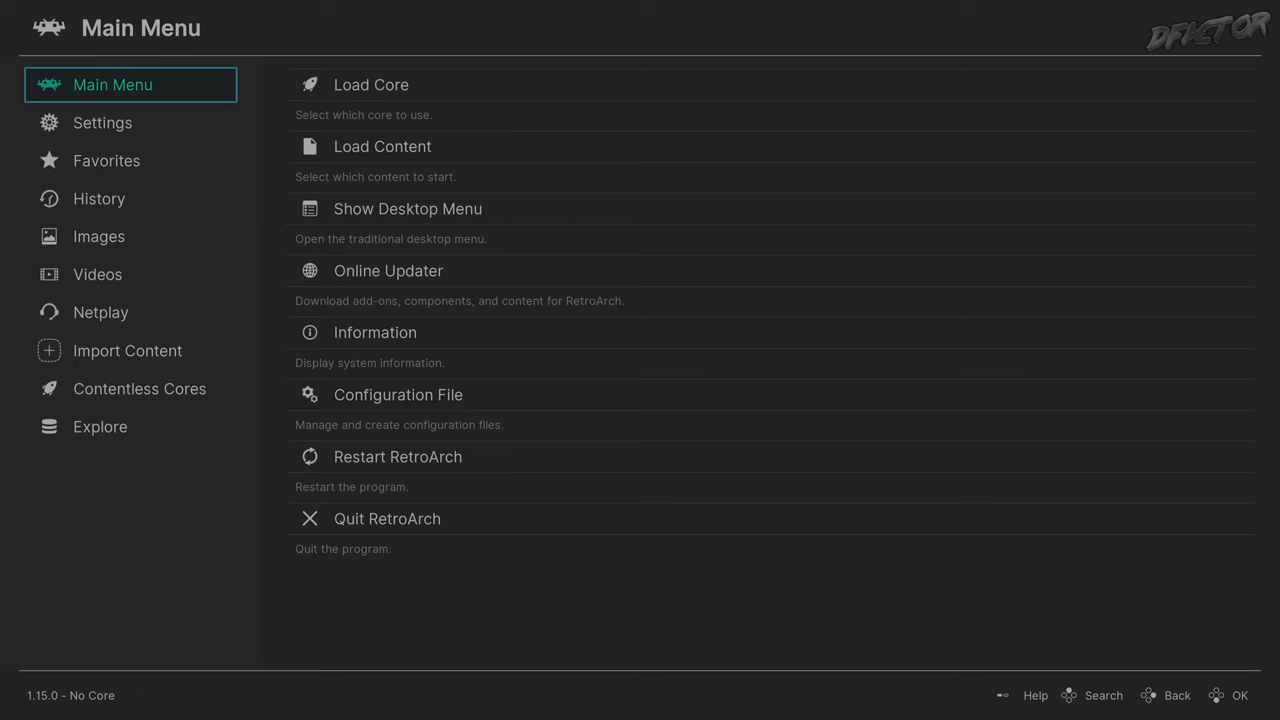 Main Menu
DFACTOR
Main Menu
Settings
Favorites
History
Images
Videos
Netplay
Import Content
Contentless Cores
Explore
Load Core
Select which core to use.
Load Content
Select which content to start.
Show Desktop Menu
Open the traditional desktop menu.
Online Updater
Download add-ons, components, and content for RetroArch.
Information
Display system information.
Configuration File
Manage and create configuration files.
Restart RetroArch
Restart the program.
Quit RetroArch
Quit the program.
1.15.0 - No Core
Help Search Back OK